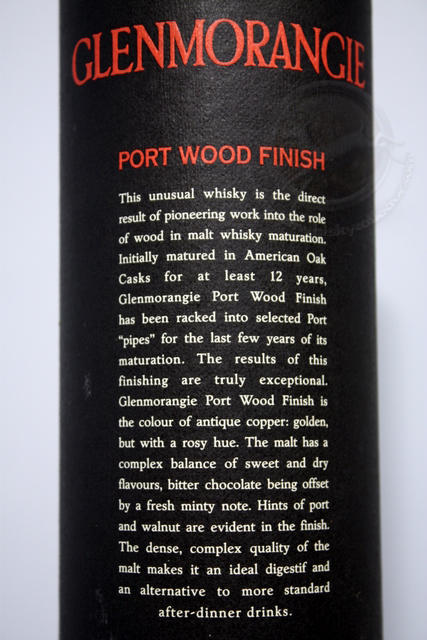 GLENMORANGIE
PORT WOOD FINISH
This unusual whisky is the direct
result of pioneering work into the role
of wood in malt whisky maturation.
Initially matured in American Oak
Casks for at least 12 years,
Glenmorangie Port Wood Finish
has been racked into selected Port
“pipes” for the last few years of its
maturation. The results of this
finishing are truly exceptional.
Glenmorangie Port Wood Finish is
the colour of antique copper: golden,
but with a rosy hue. The malt has a
complex balance of sweet and dry
flavours, bitter chocolate being offset
by a fresh minty note. Hints of port
and walnut are evident in the finish.
The dense, complex quality of the
malt makes it an ideal digestif and
an alternative to more standard
after-dinner drinks.